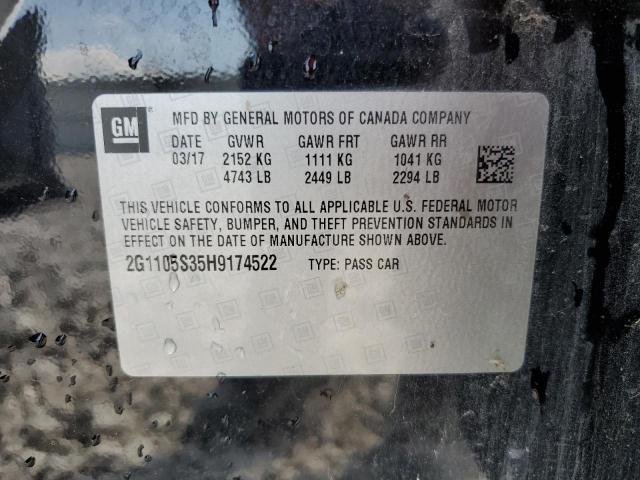 GM
MFD BY GENERAL MOTORS OF CANADA COMPANY
DATE GVWR GAWR FRT GAWR RR
03/17 2152 KG 1111 KG 1041 KG
4743 LB 2449 LB 2294 LB
THIS VEHICLE CONFORMS TO ALL APPLICABLE U.S. FEDERAL MOTOR
VEHICLE SAFETY, BUMPER, AND THEFT PREVENTION STANDARDS IN
EFFECT ON THE DATE OF MANUFACTURE SHOWN ABOVE.
2G1105S35H9174522 TYPE: PASS CAR